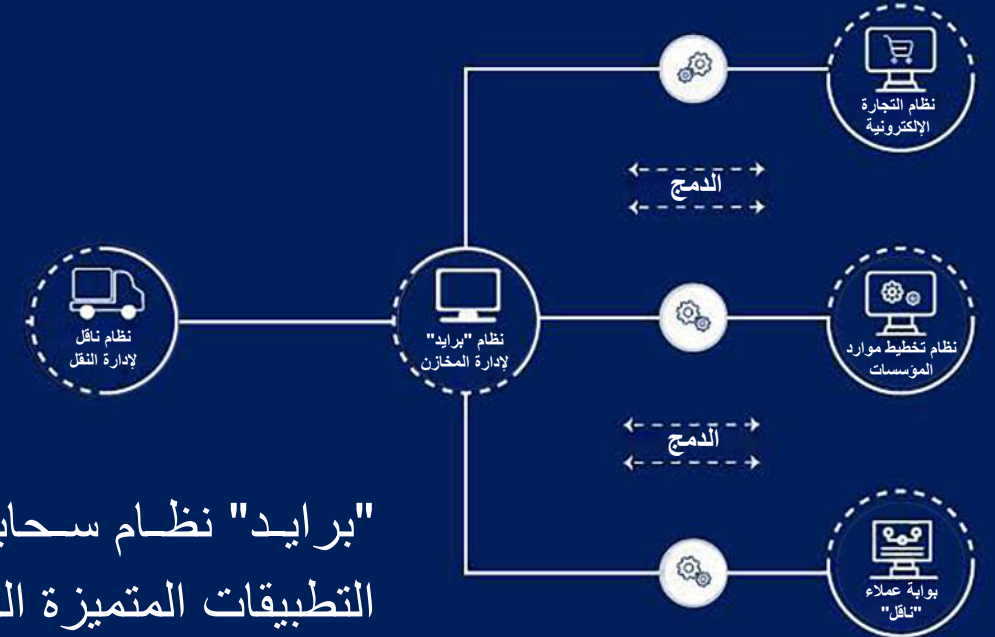 نظام التجارة
الإلكترونية
الدمج
نظام ناقل
لإدارة النقل
نظام "برايد"
لإدارة المخازن
نظام تخطيط موارد
المؤسسات
الدمج
بوابة عملاء
"ناقل"
"برايد" نظام
التطبيقات المتميزة